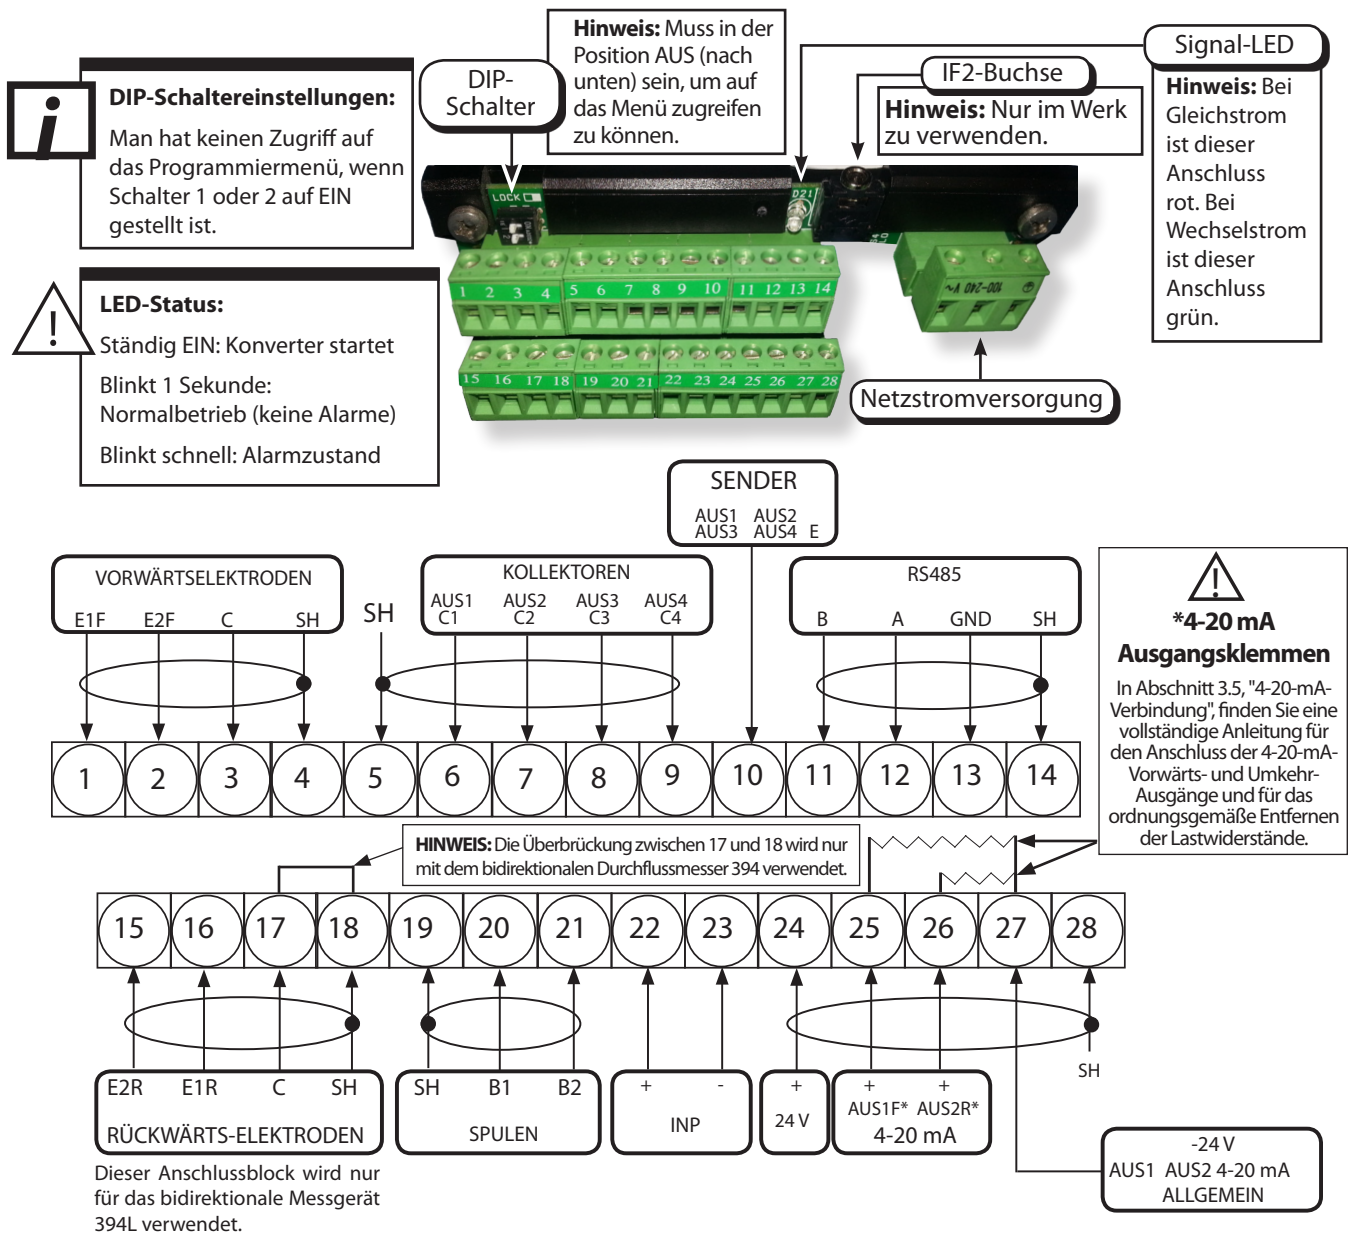 DIP-Schaltereinstellungen:
Man hat keinen Zugriff auf
das Programmiermenü, wenn
Schalter 1 oder 2 auf EIN
gestellt ist.
LED-Status:
Ständig EIN: Konverter startet
Blinkt 1 Sekunde:
Normalbetrieb (keine Alarme)
Blinkt schnell: Alarmzustand
DIP-
Schalter
Hinweis: Muss in der
Position AUS (nach
unten) sein, um auf
das Menü zugreifen
zu können.
IF2-Buchse
Hinweis: Nur im Werk
zu verwenden.
Signal-LED
Hinweis: Bei
Gleichstrom
ist dieser
Anschluss
rot. Bei
Wechselstrom
ist dieser
Anschluss
grün.
LOCK
D21
1 2 3 4 5 6 7 8 9 10 11 12 13 14
100-240 V ~
15 16 17 18 19 20 21 22 23 24 25 26 27 28
Netzstromversorgung
SENDER
AUS1 AUS2
AUS3 AUS4 E
VORWÄRTSELEKTRODEN
E1F E2F C SH
SH
KOLLEKTOREN
AUS1 AUS2 AUS3 AUS4
C1 C2 C3 C4
RS485
B A GND SH
*4-20 mA
Ausgangsklemmen
In Abschnitt 3.5, "4-20-mA-
Verbindung", finden Sie eine
vollständige Anleitung für
den Anschluss der 4-20-mA-
Vorwärts- und Umkehr-
Ausgänge und für das
ordnungsgemäße Entfernen
der Lastwiderstände.
1 2 3 4 5 6 7 8 9 10 11 12 13 14
HINWEIS: Die Überbrückung zwischen 17 und 18 wird nur
mit dem bidirektionalen Durchflussmesser 394 verwendet.
15 16 17 18 19 20 21 22 23 24 25 26 27 28
E2R E1R C SH
RÜCKWÄRTS-ELEKTRODEN
Dieser Anschlussblock wird nur
für das bidirektionale Messgerät
394L verwendet.
SH B1 B2
SPULEN
+ -
INP
+
24 V
+ +
AUS1F* AUS2R*
4-20 mA
SH
-24 V
AUS1 AUS2 4-20 mA
ALLGEMEIN